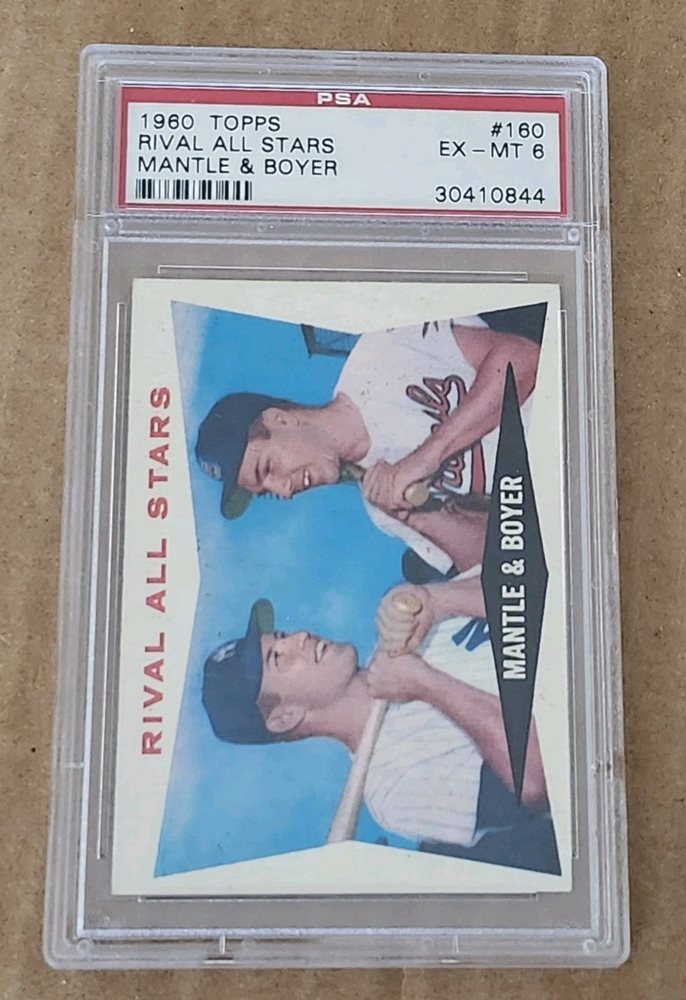 PSA
1960 TOPPS #160
RIVAL ALL STARS EX-MT 6
MANTLE & BOYER
30410844
RIVAL ALL STARS
MANTLE & BOYER